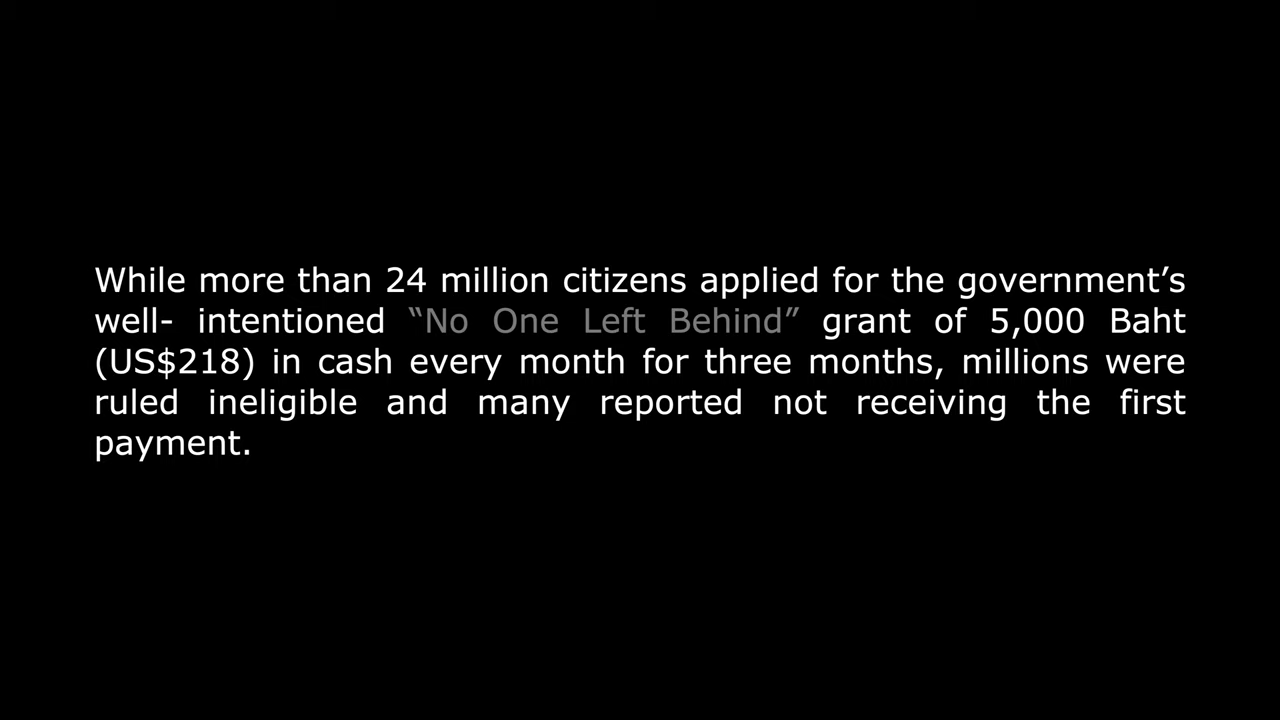 While more than 24 million citizens applied for the government’s
well- intentioned “No One Left Behind” grant of 5,000 Baht
(US$218) in cash every month for three months, millions were
ruled ineligible and many reported not receiving the first
payment.